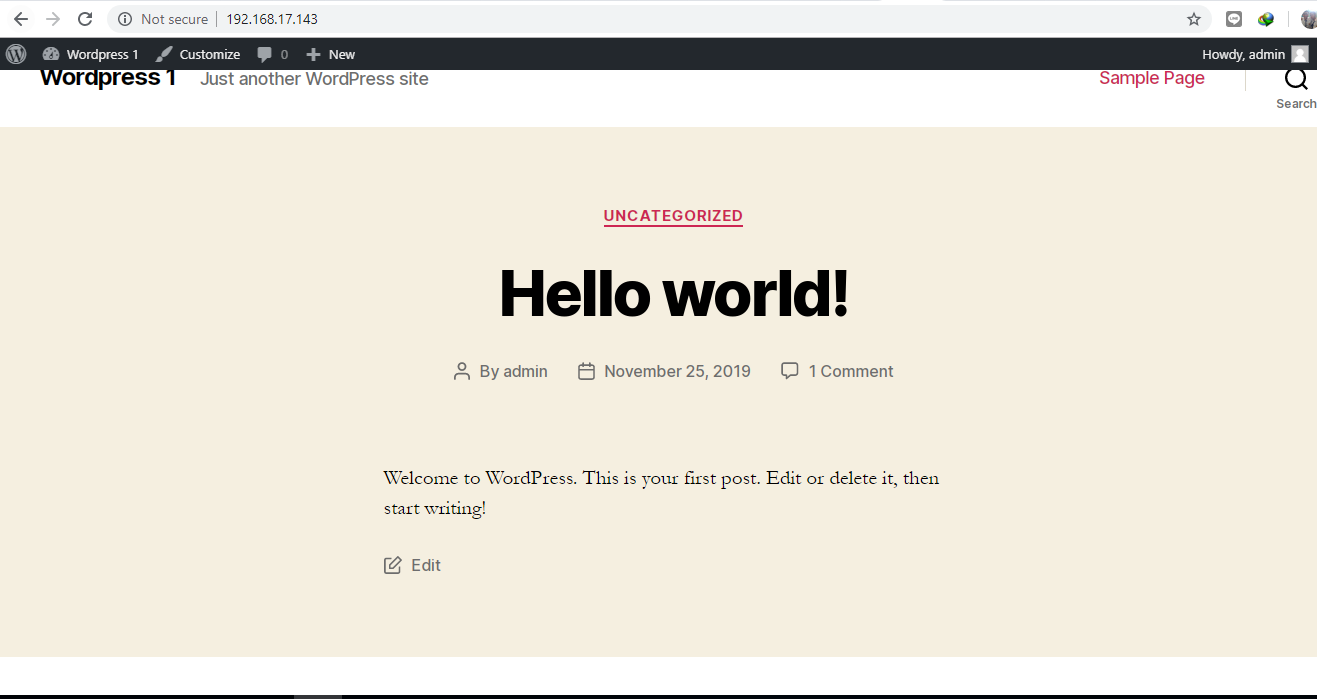 Not secure 192.168.17.143
Wordpress 1 Customize 0 New Howdy, admin
Wordpress 1 Just another WordPress site Sample Page
Search
UNCATEGORIZED
Hello world!
By admin November 25, 2019 1 Comment
Welcome to WordPress. This is your first post. Edit or delete it, then
start writing!
Edit